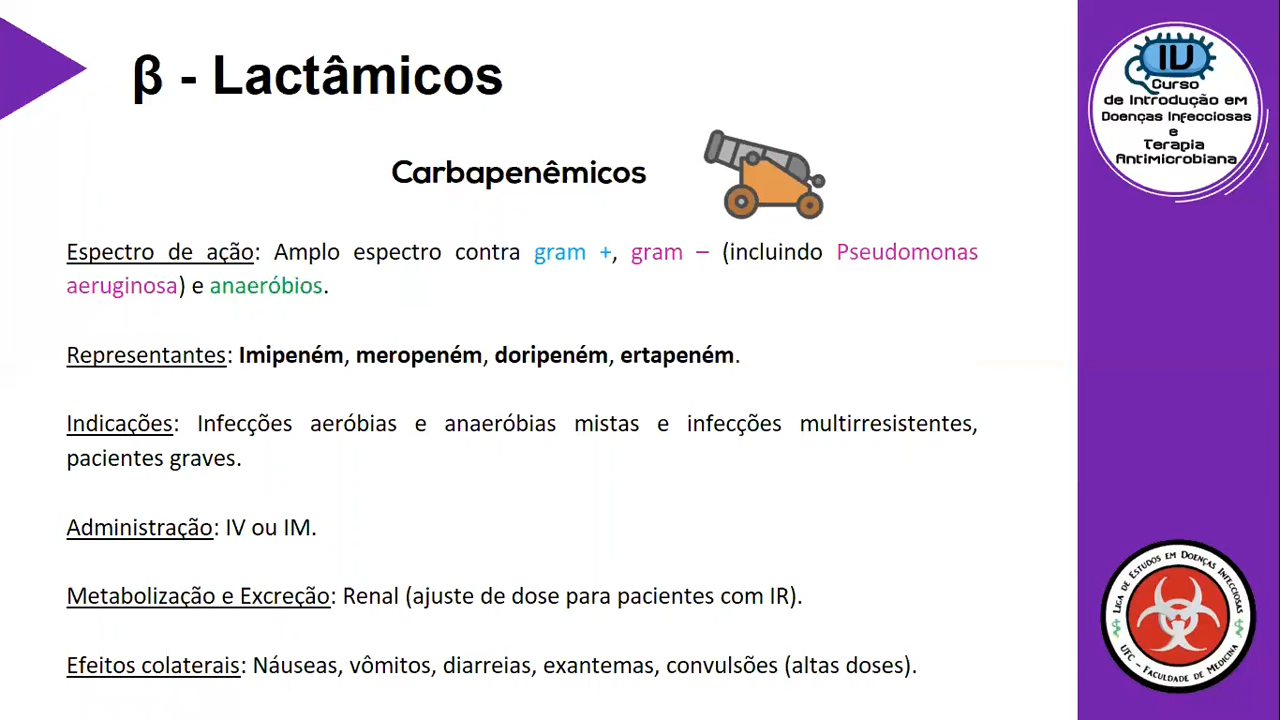 β - Lactâmicos
IV
Curso
de Introdução em
Doenças Infecciosas
e
Terapia
Antimicrobiana
Carbapenêmicos
Espectro de ação: Amplo espectro contra gram +, gram – (incluindo Pseudomonas
aeruginosa) e anaeróbios.
Representantes: Imipeném, meropeném, doripeném, ertapeném.
Indicações: Infecções aeróbias e anaeróbias mistas e infecções multirresistentes,
pacientes graves.
Administração: IV ou IM.
Metabolização e Excreção: Renal (ajuste de dose para pacientes com IR).
Efeitos colaterais: Náuseas, vômitos, diarreias, exantemas, convulsões (altas doses).
Liga de Estudos em Doenças Infecciosas
UFC – Faculdade de Medicina